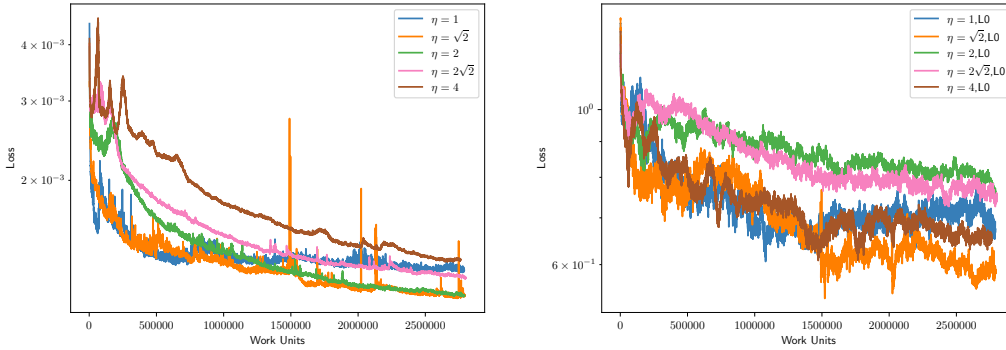 4 × 10⁻³
3 × 10⁻³
2 × 10⁻³
Loss
0 500000 1000000 1500000 2000000 2500000
Work Units
η = 1
η = √2
η = 2
η = 2√2
η = 4
10⁰
6 × 10⁻¹
Loss
0 500000 1000000 1500000 2000000 2500000
Work Units
η = 1,L0
η = √2,L0
η = 2,L0
η = 2√2,L0
η = 4,L0